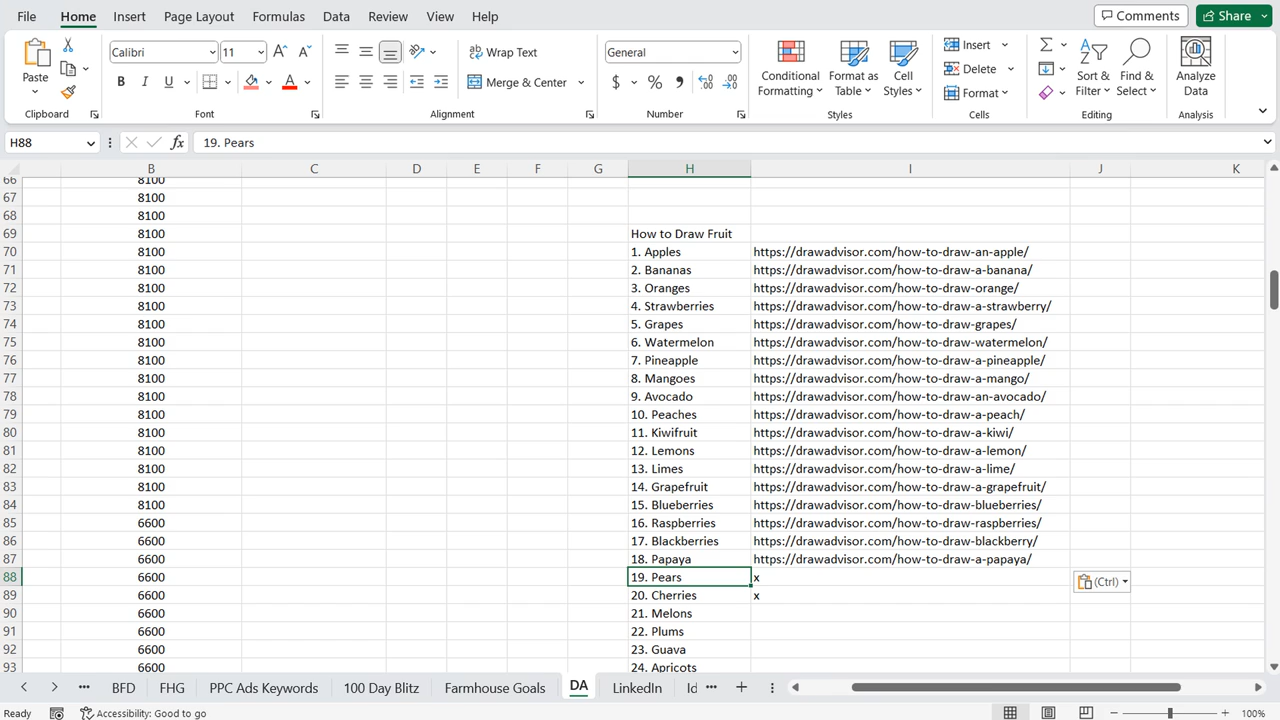 File Home Insert Page Layout Formulas Data Review View Help Comments Share
Paste Calibri 11 A A Wrap Text General Conditional Formatting Format as Table Cell Styles Insert Sort & Filter Find & Select Analyze Data
B I U A Merge & Center $ % , Delete
Format
Clipboard Font Alignment Number Styles Cells Editing Analysis
H88 fx 19. Pears
B C D E F G H I J K
66 8100
67 8100
68 8100
69 8100 How to Draw Fruit
70 8100 1. Apples https://drawadvisor.com/how-to-draw-an-apple/
71 8100 2. Bananas https://drawadvisor.com/how-to-draw-a-banana/
72 8100 3. Oranges https://drawadvisor.com/how-to-draw-orange/
73 8100 4. Strawberries https://drawadvisor.com/how-to-draw-a-strawberry/
74 8100 5. Grapes https://drawadvisor.com/how-to-draw-grapes/
75 8100 6. Watermelon https://drawadvisor.com/how-to-draw-watermelon/
76 8100 7. Pineapple https://drawadvisor.com/how-to-draw-a-pineapple/
77 8100 8. Mangoes https://drawadvisor.com/how-to-draw-a-mango/
78 8100 9. Avocado https://drawadvisor.com/how-to-draw-an-avocado/
79 8100 10. Peaches https://drawadvisor.com/how-to-draw-a-peach/
80 8100 11. Kiwifruit https://drawadvisor.com/how-to-draw-a-kiwi/
81 8100 12. Lemons https://drawadvisor.com/how-to-draw-a-lemon/
82 8100 13. Limes https://drawadvisor.com/how-to-draw-a-lime/
83 8100 14. Grapefruit https://drawadvisor.com/how-to-draw-a-grapefruit/
84 8100 15. Blueberries https://drawadvisor.com/how-to-draw-blueberries/
85 6600 16. Raspberries https://drawadvisor.com/how-to-draw-raspberries/
86 6600 17. Blackberries https://drawadvisor.com/how-to-draw-blackberry/
87 6600 18. Papaya https://drawadvisor.com/how-to-draw-a-papaya/
88 6600 19. Pears x (Ctrl)
89 6600 20. Cherries x
90 6600 21. Melons
91 6600 22. Plums
92 6600 23. Guava
93 6600 24. Apricots
BFD FHG PPC Ads Keywords 100 Day Blitz Farmhouse Goals DA LinkedIn Id
Ready Accessibility: Good to go 100%